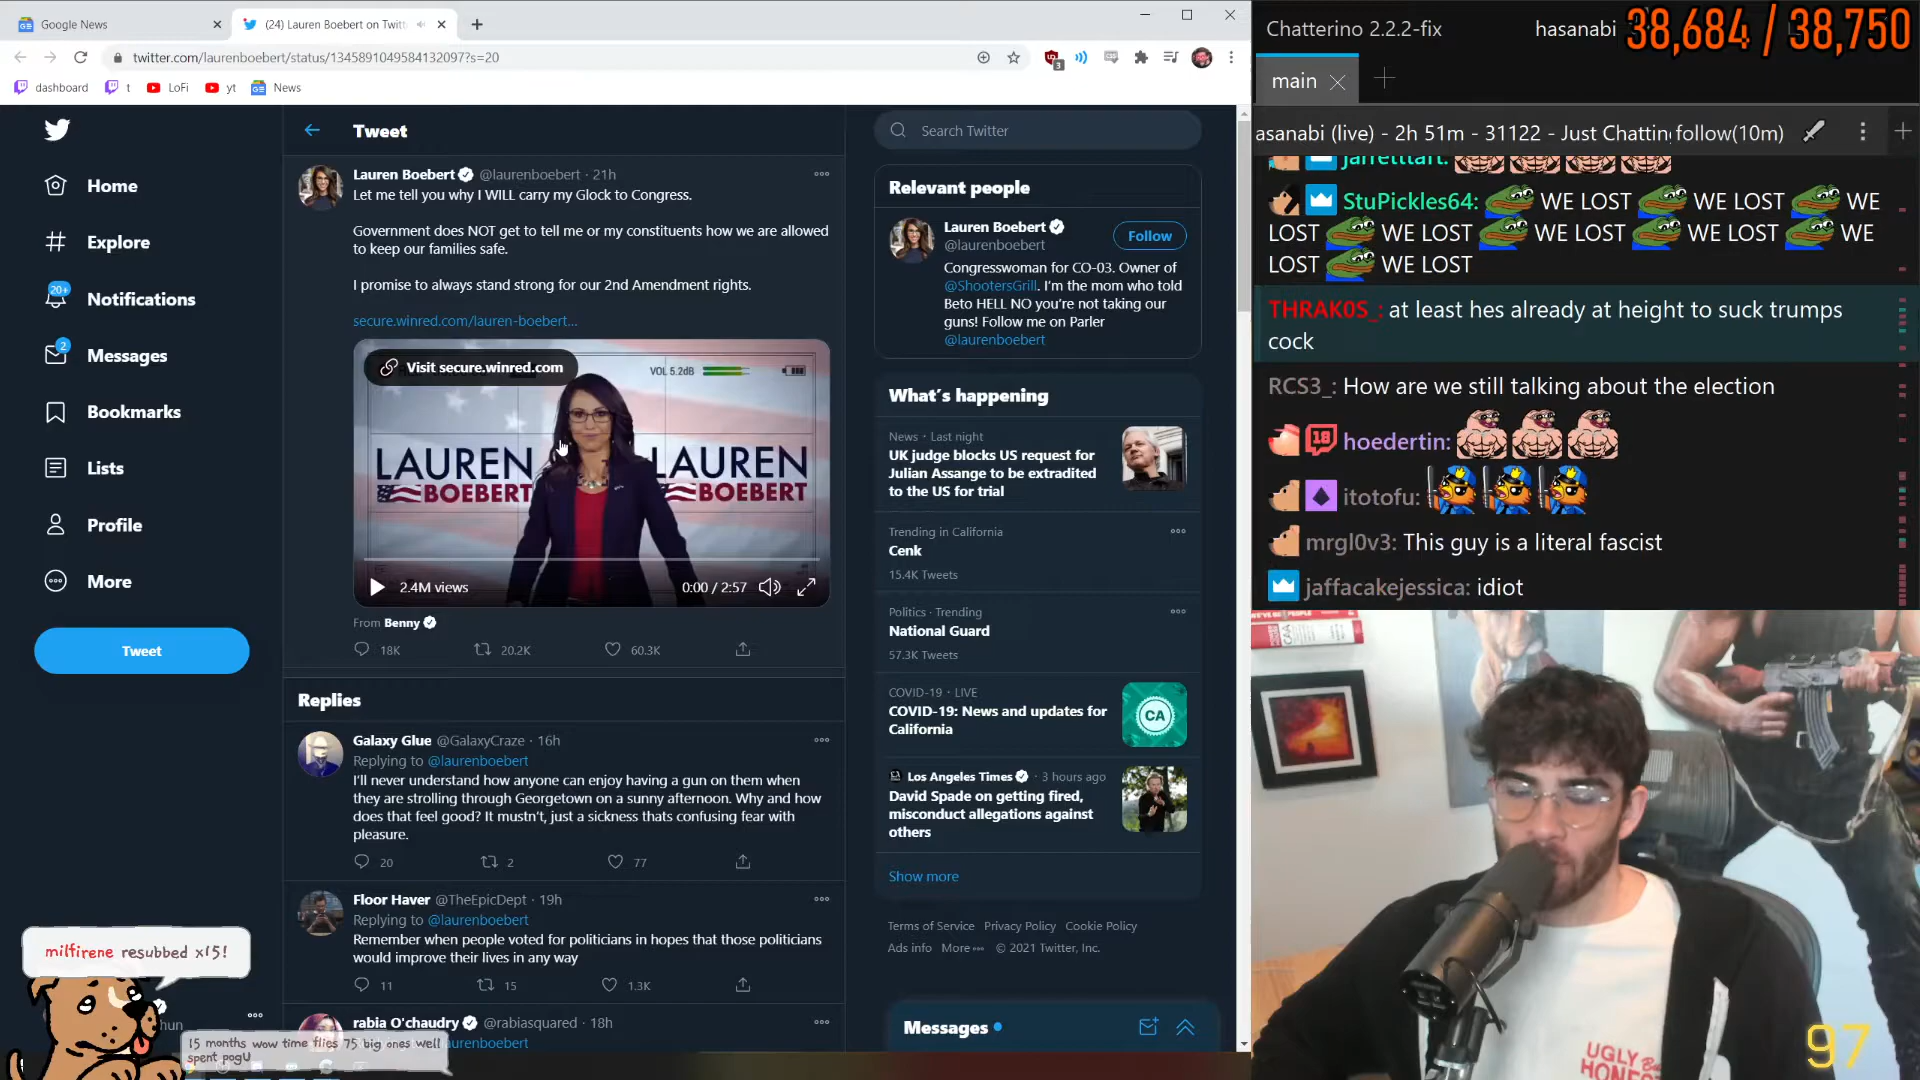 Google News
(24) Lauren Boebert on Twitt
twitter.com/laurenboebert/status/1345891049584132097?s=20
dashboard
t
LoFi
yt
News
Home
Explore
20+
Notifications
2
Messages
Bookmarks
Lists
Profile
More
Tweet
Tweet
Lauren Boebert @laurenboebert · 21h
Let me tell you why I WILL carry my Glock to Congress.
Government does NOT get to tell me or my constituents how we are allowed
to keep our families safe.
I promise to always stand strong for our 2nd Amendment rights.
secure.winred.com/lauren-boebert...
Visit secure.winred.com
VOL 5.2dB
LAUREN
BOEBERT
LAUREN
BOEBERT
2.4M views
0:00 / 2:57
From Benny
18K
20.2K
60.3K
Replies
Galaxy Glue @GalaxyCraze · 16h
Replying to @laurenboebert
I'll never understand how anyone can enjoy having a gun on them when
they are strolling through Georgetown on a sunny afternoon. Why and how
does that feel good? It mustn't, just a sickness thats confusing fear with
pleasure.
20
2
77
Floor Haver @TheEpicDept · 19h
Replying to @laurenboebert
Remember when people voted for politicians in hopes that those politicians
would improve their lives in any way
11
15
1.3K
rabia O'chaudry @rabiasquared · 18h
aurenboebert
milfirene resubbed x15!
hun
15 months wow time flies 75 big ones well
spent pogU
Search Twitter
Relevant people
Lauren Boebert
@laurenboebert
Follow
Congresswoman for CO-03. Owner of
@ShootersGrill. I'm the mom who told
Beto HELL NO you're not taking our
guns! Follow me on Parler
@laurenboebert
What's happening
News · Last night
UK judge blocks US request for
Julian Assange to be extradited
to the US for trial
Trending in California
Cenk
15.4K Tweets
Politics · Trending
National Guard
57.3K Tweets
COVID-19 · LIVE
COVID-19: News and updates for
California
CA
Los Angeles Times · 3 hours ago
David Spade on getting fired,
misconduct allegations against
others
Show more
Terms of Service Privacy Policy Cookie Policy
Ads info More © 2021 Twitter, Inc.
Messages
Chatterino 2.2.2-fix
hasanabi
38,684 / 38,750
main
asanabi (live) - 2h 51m - 31122 - Just Chattin
follow(10m)
jarrettart:
StuPickles64: WE LOST WE LOST WE
LOST WE LOST WE LOST WE LOST WE
LOST WE LOST
THRAK0S_: at least hes already at height to suck trumps
cock
RCS3_: How are we still talking about the election
18 hoedertin:
itotofu:
mrgl0v3: This guy is a literal fascist
jaffacakejessica: idiot
UGLY But
HONE
97